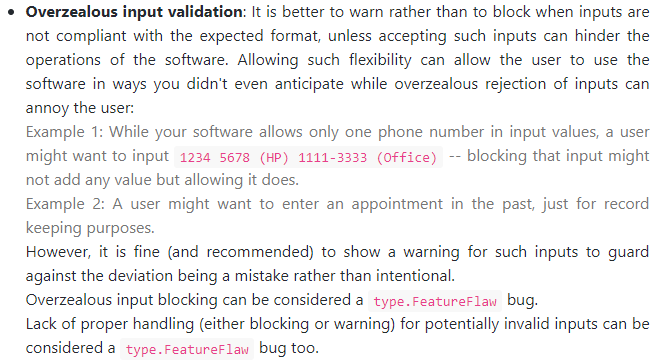 Overzealous input validation: It is better to warn rather than to block when inputs are
not compliant with the expected format, unless accepting such inputs can hinder the
operations of the software. Allowing such flexibility can allow the user to use the
software in ways you didn't even anticipate while overzealous rejection of inputs can
annoy the user:
Example 1: While your software allows only one phone number in input values, a user
might want to input 1234 5678 (HP) 1111-3333 (Office) -- blocking that input might
not add any value but allowing it does.
Example 2: A user might want to enter an appointment in the past, just for record
keeping purposes.
However, it is fine (and recommended) to show a warning for such inputs to guard
against the deviation being a mistake rather than intentional.
Overzealous input blocking can be considered a type.FeatureFlaw bug.
Lack of proper handling (either blocking or warning) for potentially invalid inputs can be
considered a type.FeatureFlaw bug too.